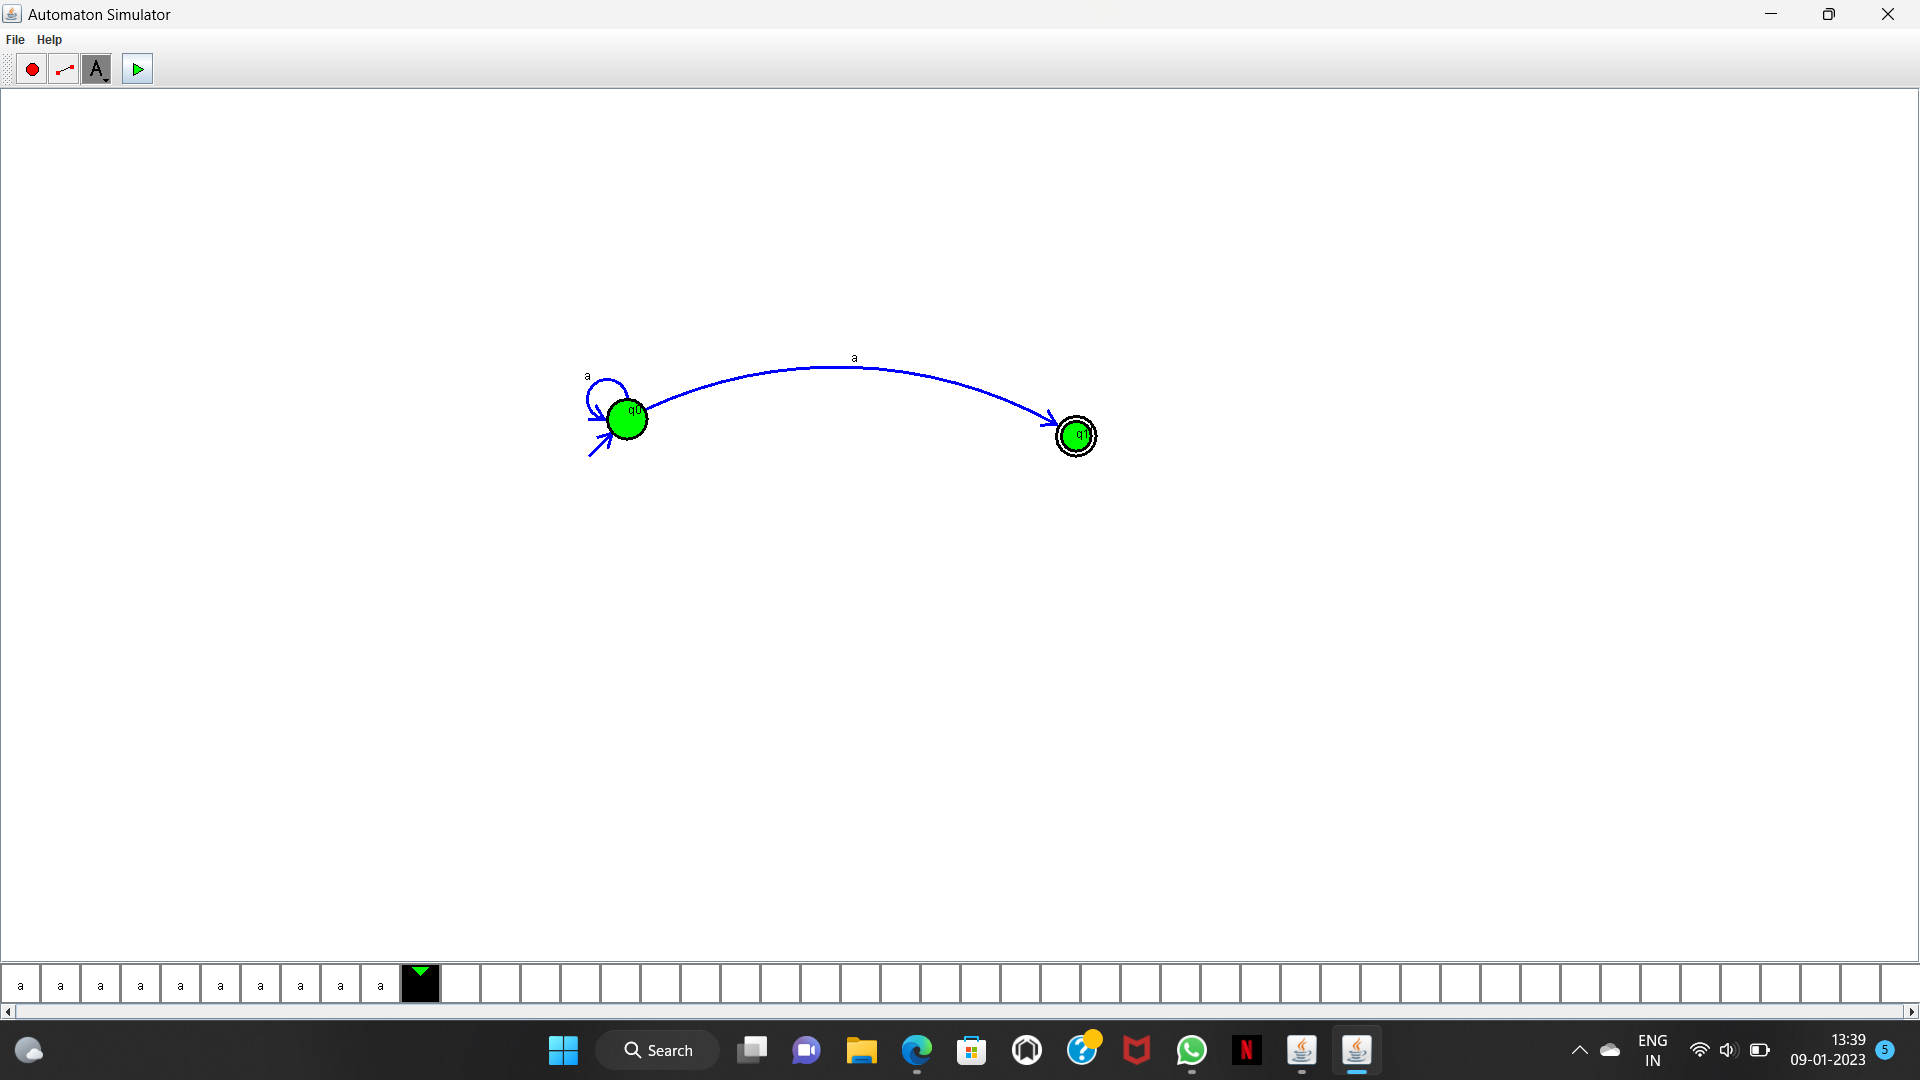 Automaton Simulator
File Help
A
a
a
q0
q1
a a a a a a a a a a
Search
ENG
IN
13:39
09-01-2023
5